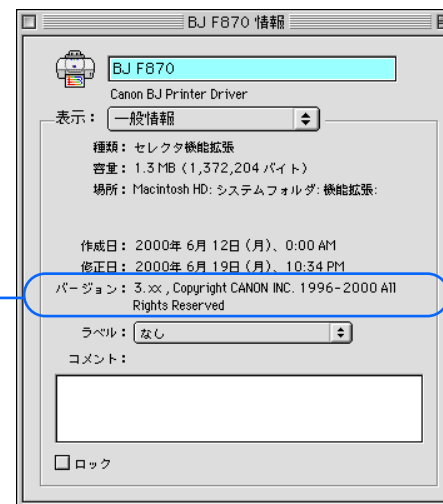 BJ F870 情報
BJ F870
Canon BJ Printer Driver
表示： 一般情報
種類： セレクタ機能拡張
容量： 1.3 MB（1,372,204 バイト）
場所： Macintosh HD: システムフォルダ: 機能拡張:
作成日： 2000年 6月 12日（月）、0:00 AM
修正日： 2000年 6月 19日（月）、10:34 PM
バージョン： 3.xx , Copyright CANON INC. 1996-2000 All
Rights Reserved
ラベル： なし
コメント：
ロック